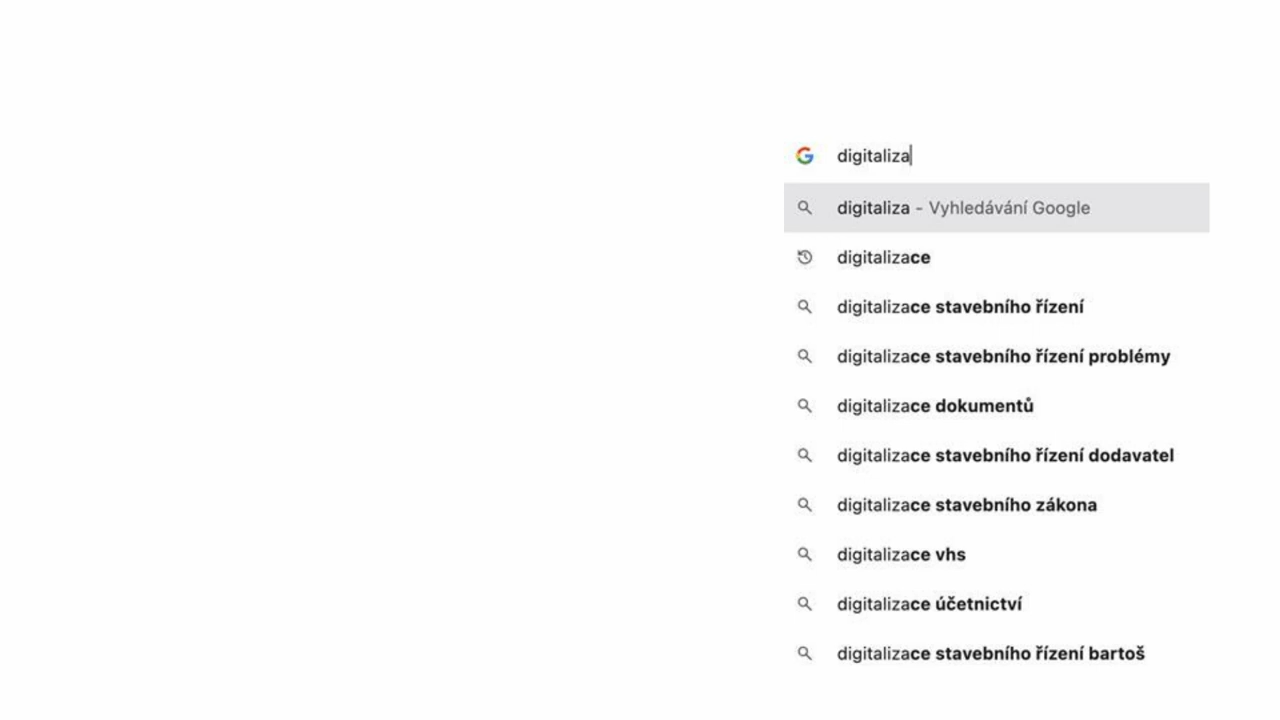 digitaliza
digitaliza - Vyhledávání Google
digitalizace
digitalizace stavebního řízení
digitalizace stavebního řízení problémy
digitalizace dokumentů
digitalizace stavebního řízení dodavatel
digitalizace stavebního zákona
digitalizace vhs
digitalizace účetnictví
digitalizace stavebního řízení bartoš